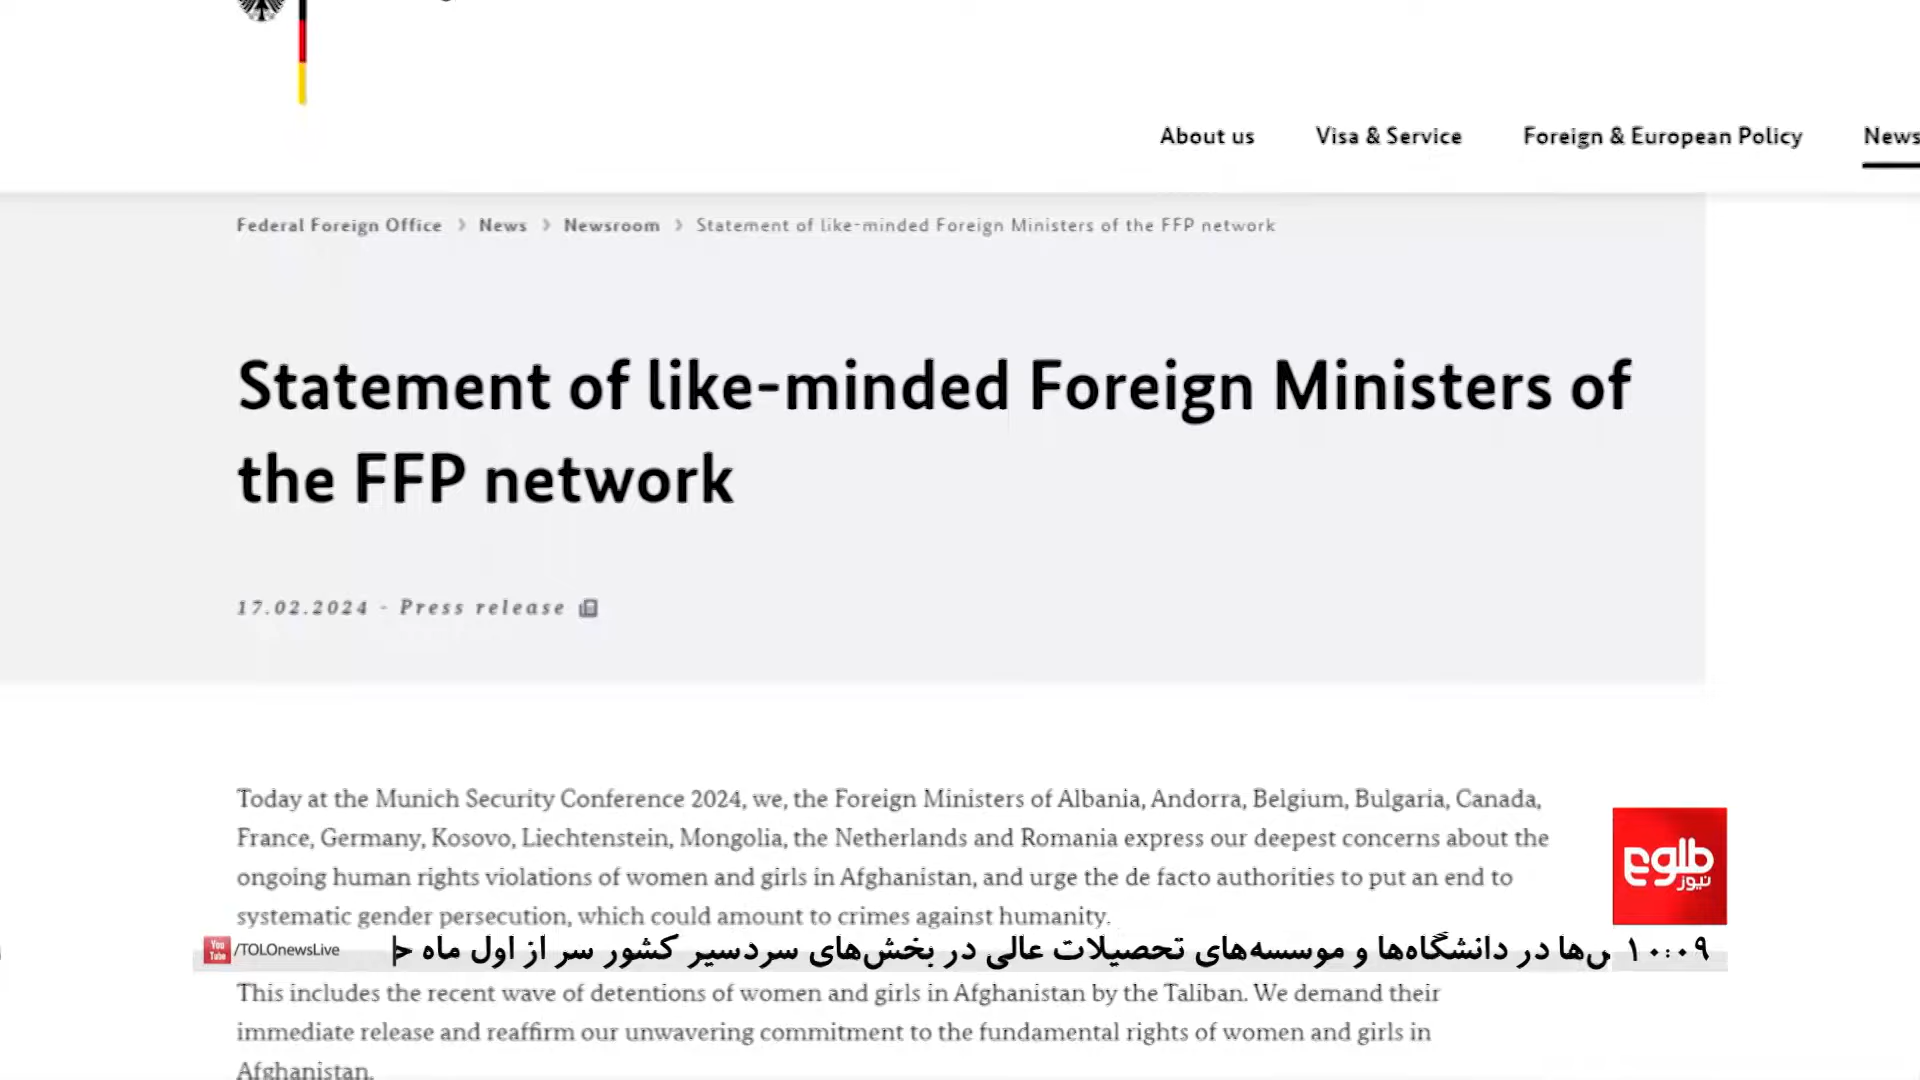 About us
Visa & Service
Foreign & European Policy
News
Federal Foreign Office > News > Newsroom > Statement of like-minded Foreign Ministers of the FFP network
Statement of like-minded Foreign Ministers of
the FFP network
17.02.2024 - Press release
Today at the Munich Security Conference 2024, we, the Foreign Ministers of Albania, Andorra, Belgium, Bulgaria, Canada,
France, Germany, Kosovo, Liechtenstein, Mongolia, the Netherlands and Romania express our deepest concerns about the
ongoing human rights violations of women and girls in Afghanistan, and urge the de facto authorities to put an end to
systematic gender persecution, which could amount to crimes against humanity.
طلوع
نیوز
You
Tube
/TOLOnewsLive
۱۰:۰۹
ها در دانشگاه‌ها و موسسه‌های تحصیلات عالی در بخش‌های سردسیر کشور سر از اول ماه
This includes the recent wave of detentions of women and girls in Afghanistan by the Taliban. We demand their
immediate release and reaffirm our unwavering commitment to the fundamental rights of women and girls in
Afghanistan.